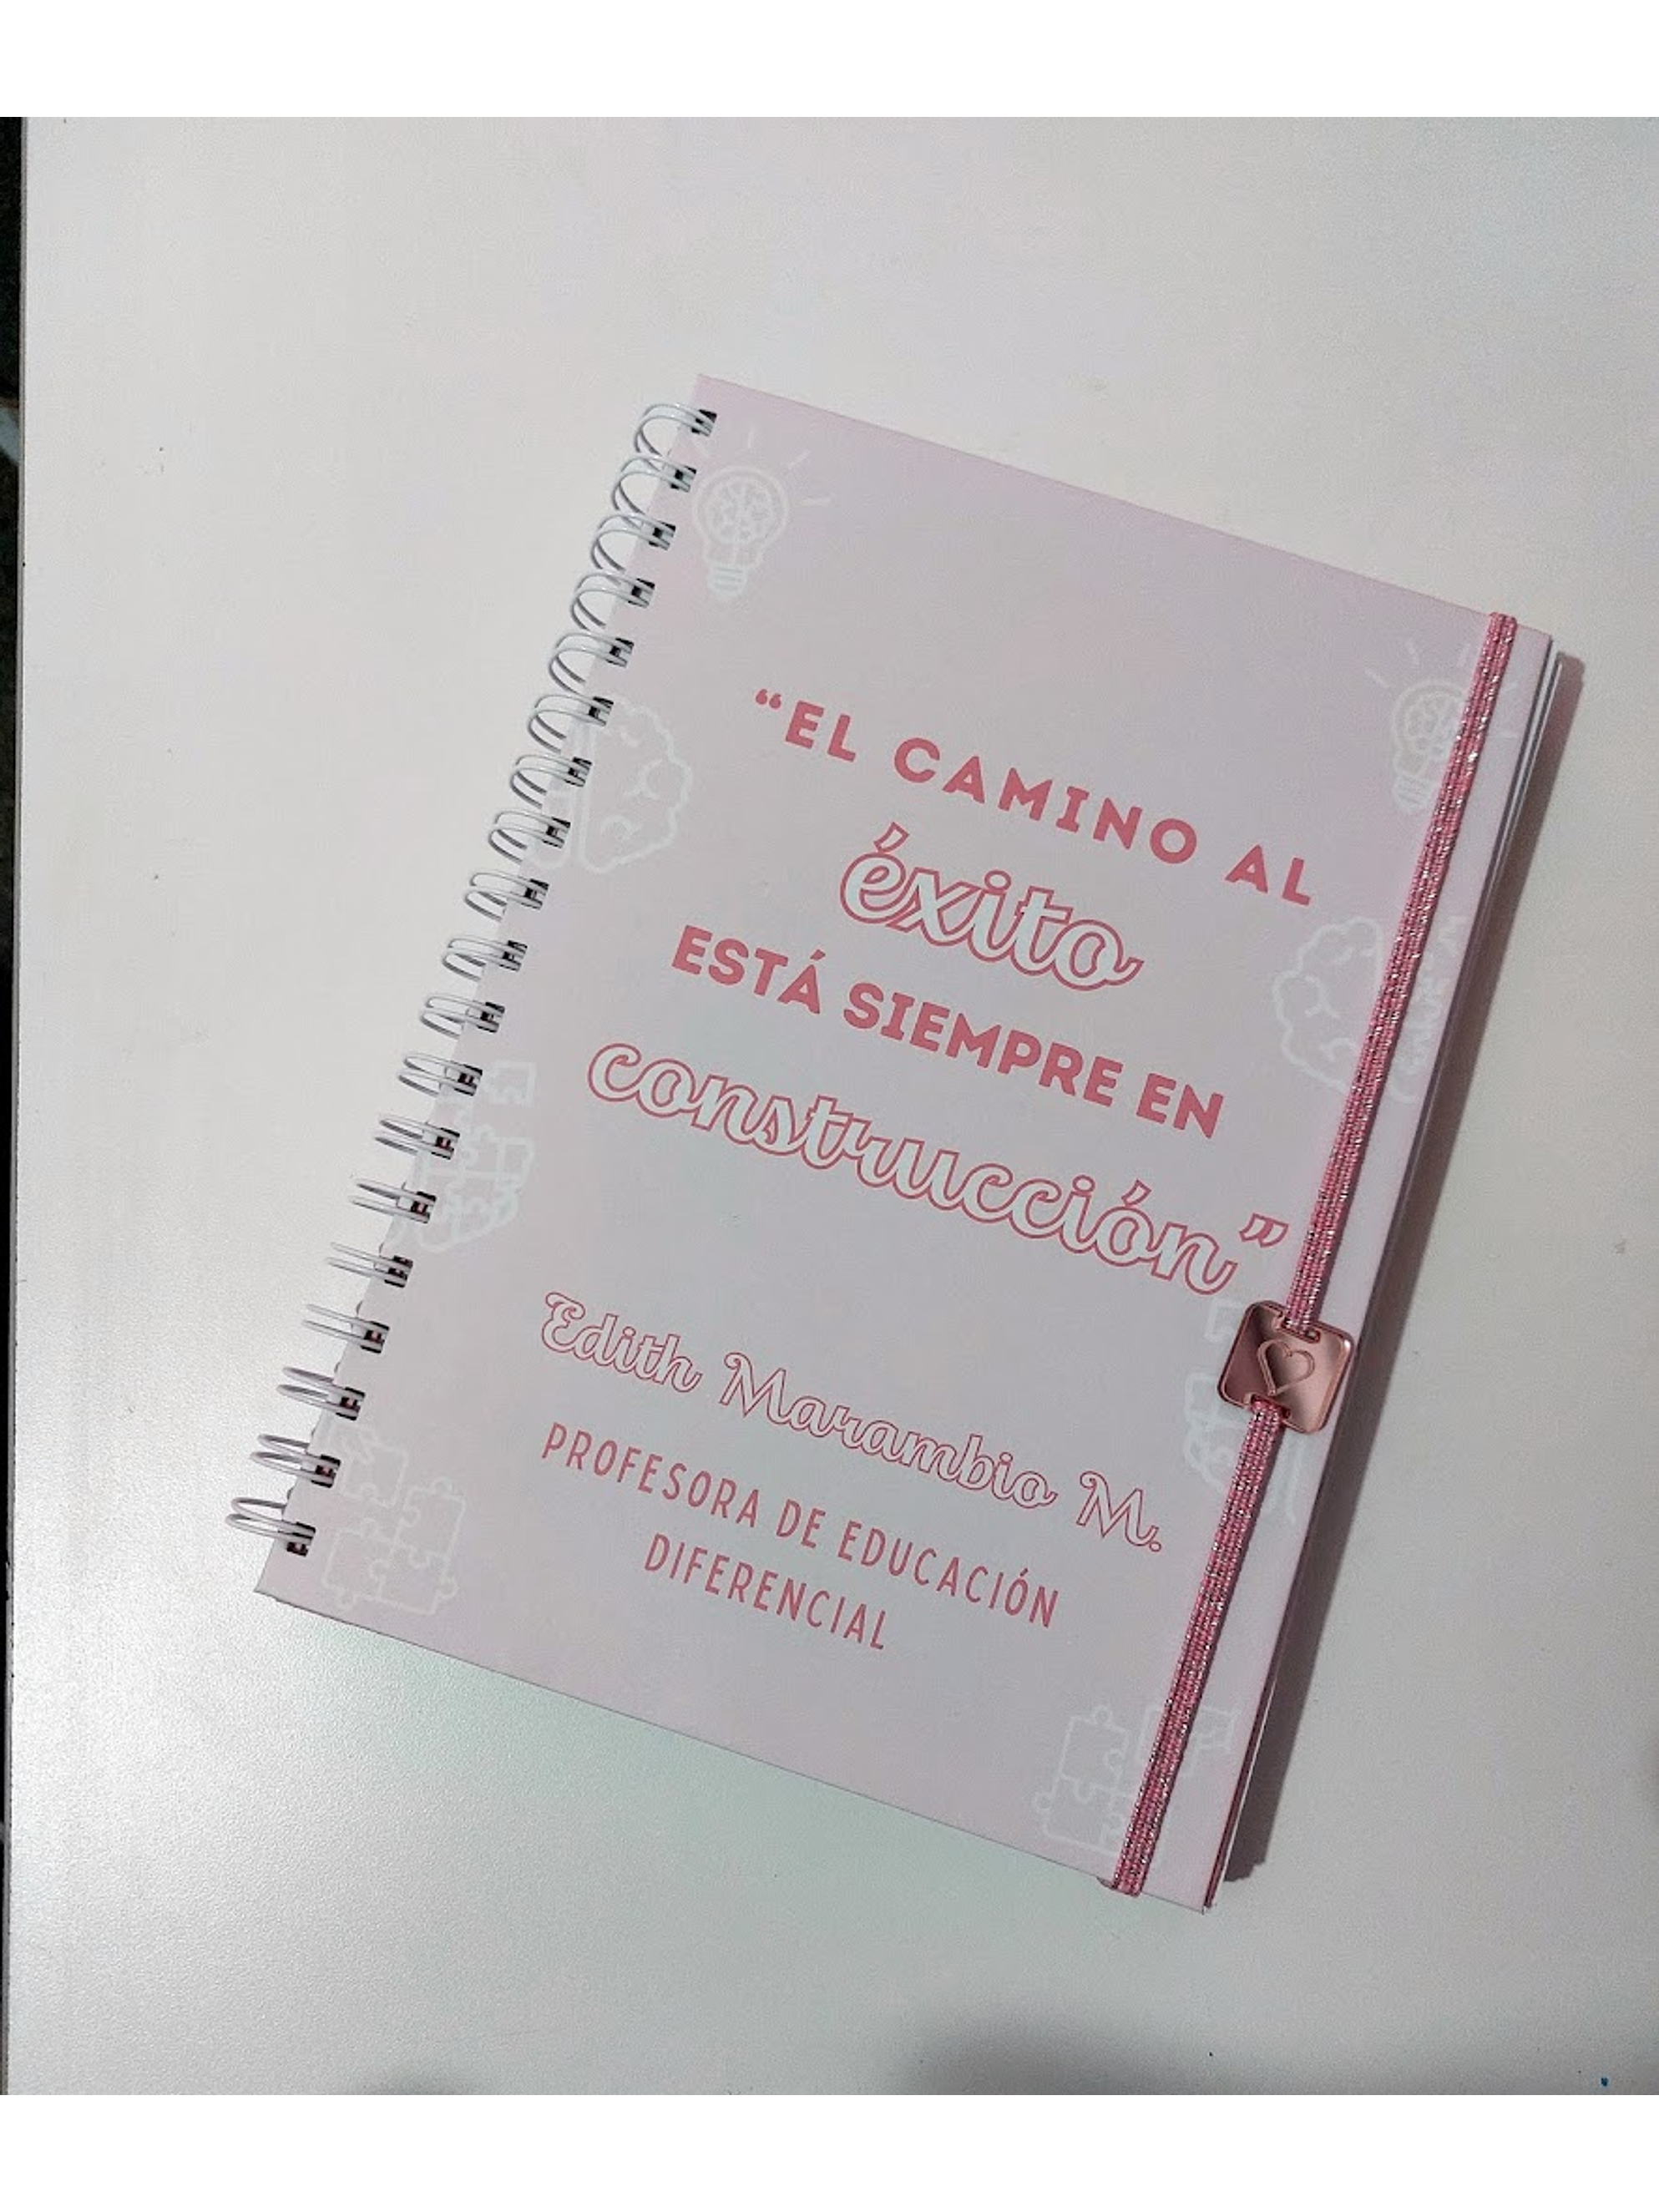 “EL CAMINO AL
éxito
ESTÁ SIEMPRE EN
construcción”
Edith Marambio M.
PROFESORA DE EDUCACIÓN
DIFERENCIAL